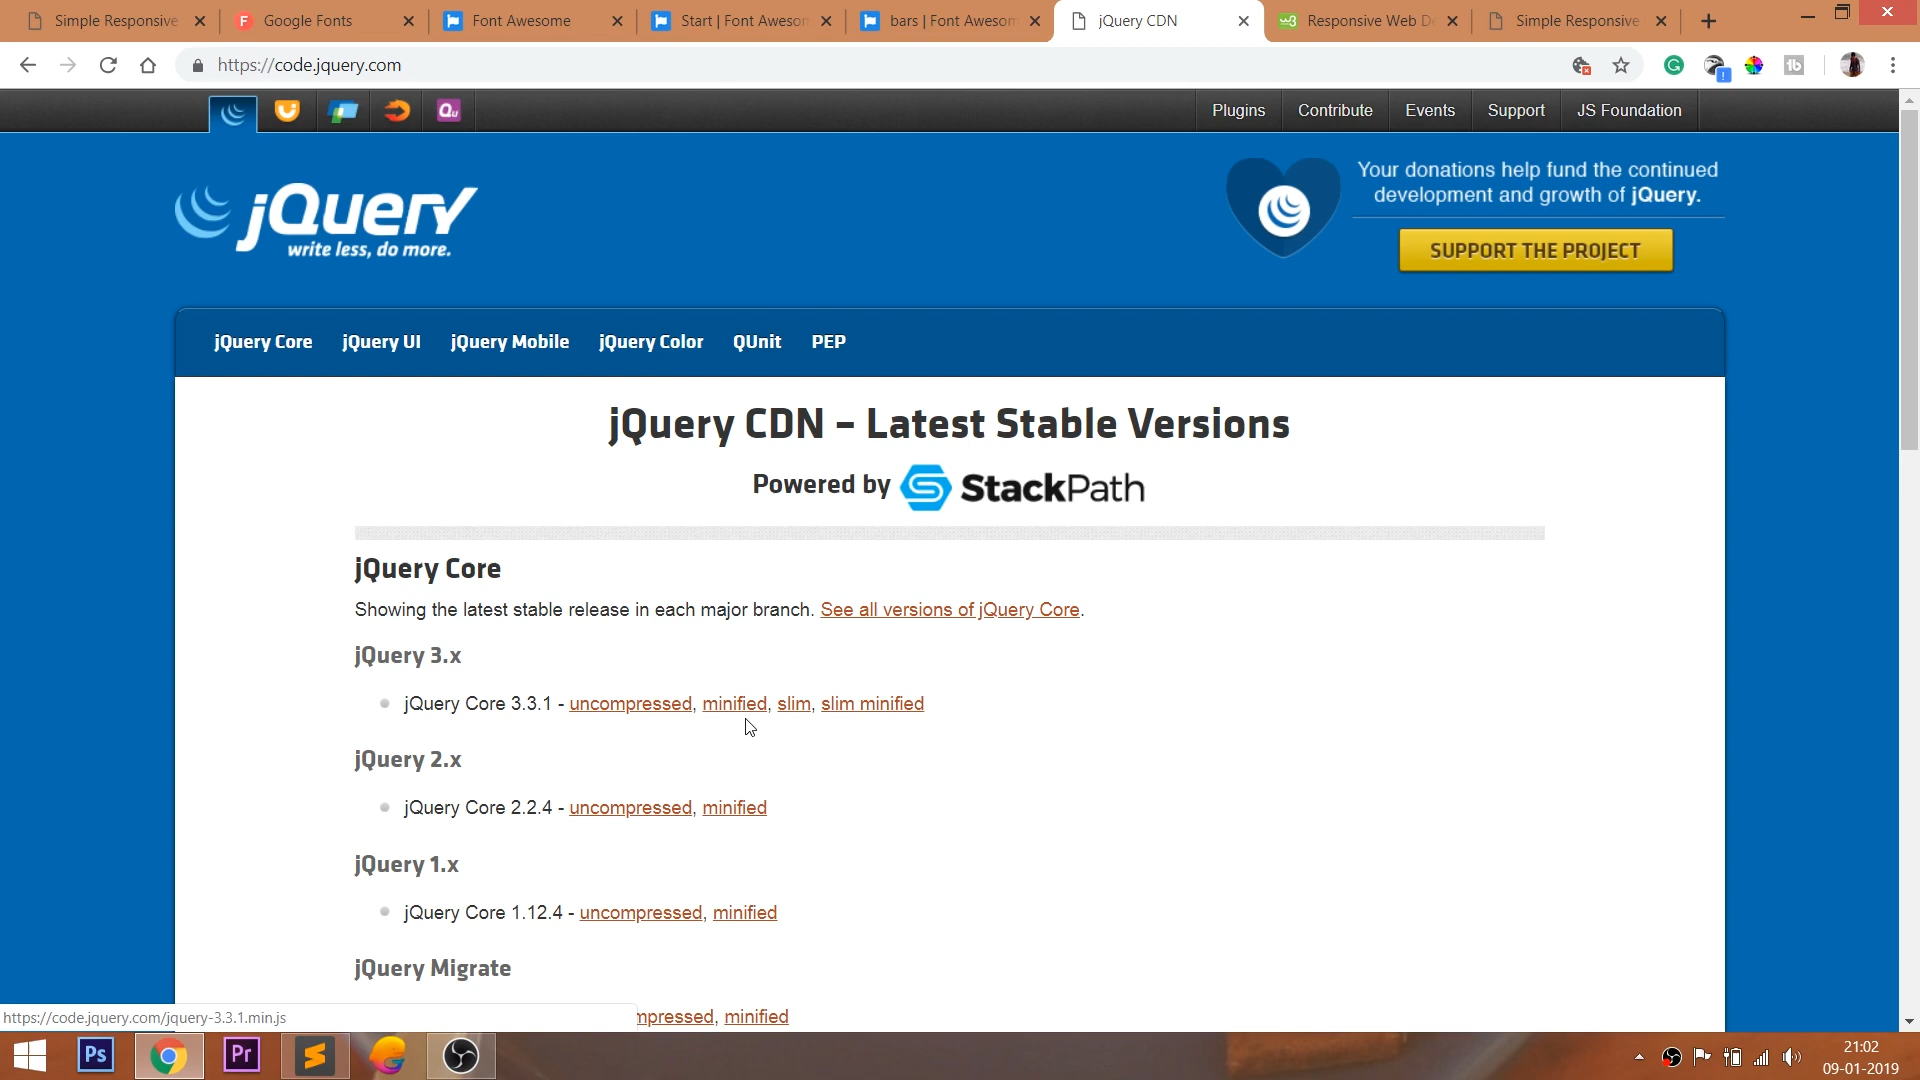 Simple Responsive
Google Fonts
Font Awesome
Start | Font Awesom
bars | Font Awesom
jQuery CDN
Responsive Web De
Simple Responsive
https://code.jquery.com
Plugins
Contribute
Events
Support
JS Foundation
jQuery
write less, do more.
Your donations help fund the continued
development and growth of jQuery.
SUPPORT THE PROJECT
jQuery Core
jQuery UI
jQuery Mobile
jQuery Color
QUnit
PEP
jQuery CDN – Latest Stable Versions
Powered by StackPath
jQuery Core
Showing the latest stable release in each major branch. See all versions of jQuery Core.
jQuery 3.x
jQuery Core 3.3.1 - uncompressed, minified, slim, slim minified
jQuery 2.x
jQuery Core 2.2.4 - uncompressed, minified
jQuery 1.x
jQuery Core 1.12.4 - uncompressed, minified
jQuery Migrate
mpressed, minified
https://code.jquery.com/jquery-3.3.1.min.js
Ps
Pr
21:02
09-01-2019